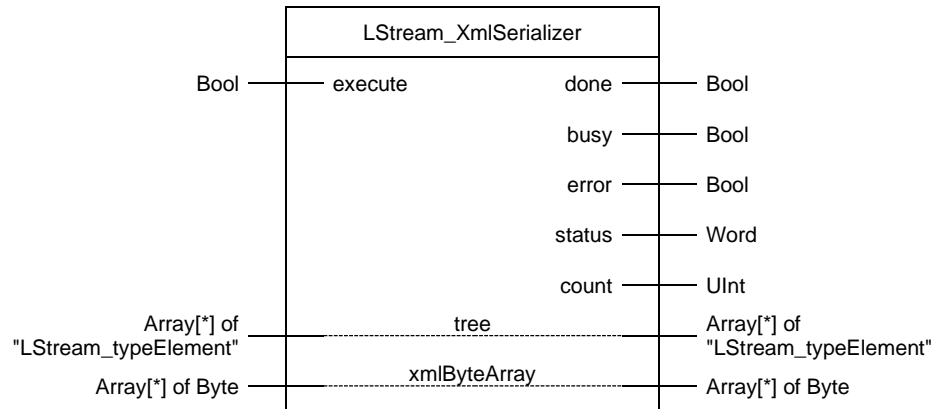 LStream_XmlSerializer
Bool execute done Bool
busy Bool
error Bool
status Word
count UInt
Array[*] of tree Array[*] of
"LStream_typeElement" "LStream_typeElement"
Array[*] of Byte xmlByteArray Array[*] of Byte